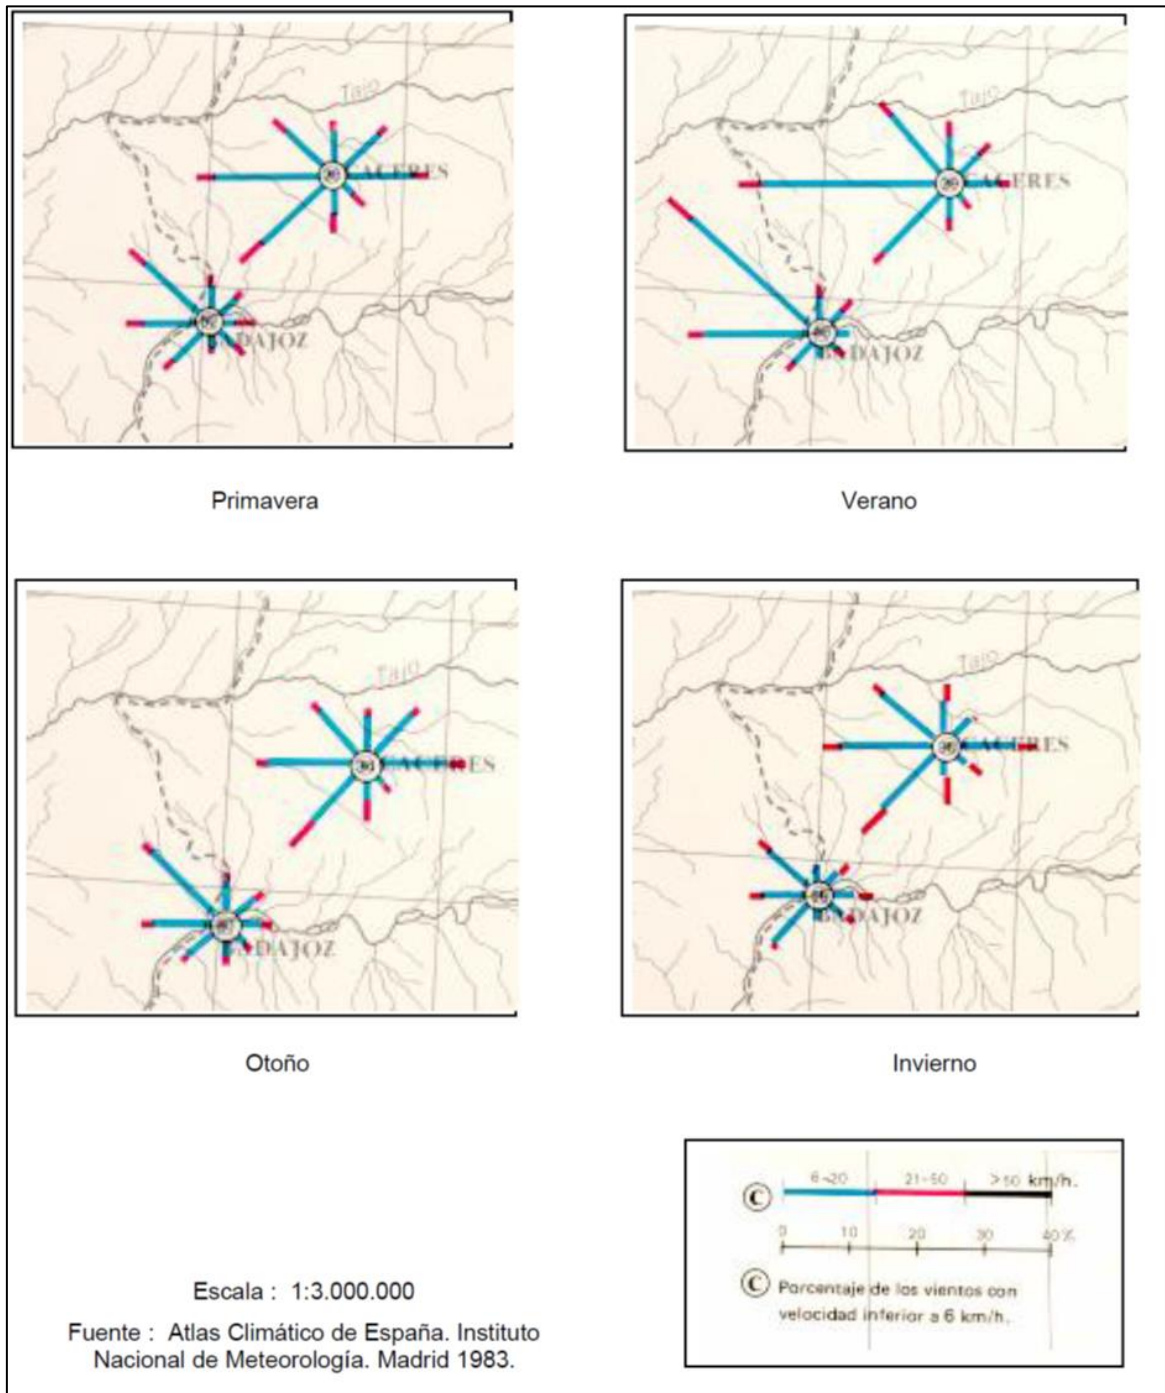 Tajo
CACERES
BADAJOZ
Primavera
Tajo
CACERES
BADAJOZ
Verano
Tajo
CACERES
BADAJOZ
Otoño
Tajo
CACERES
BADAJOZ
Invierno
6-20 21-50 >50 km/h.
C
0 10 20 30 40%
C Porcentaje de los vientos con
velocidad inferior a 6 km/h.
Escala : 1:3.000.000
Fuente : Atlas Climático de España. Instituto
Nacional de Meteorología. Madrid 1983.